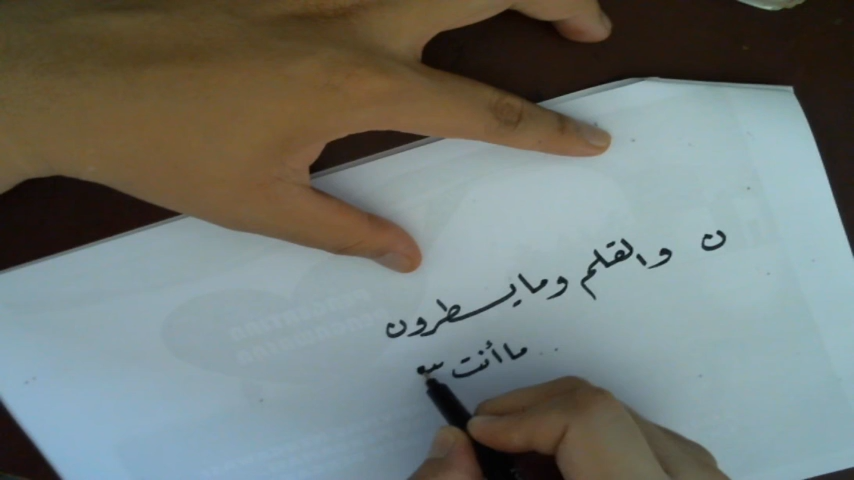 ن والقلم وما يسطرون
ما أنت